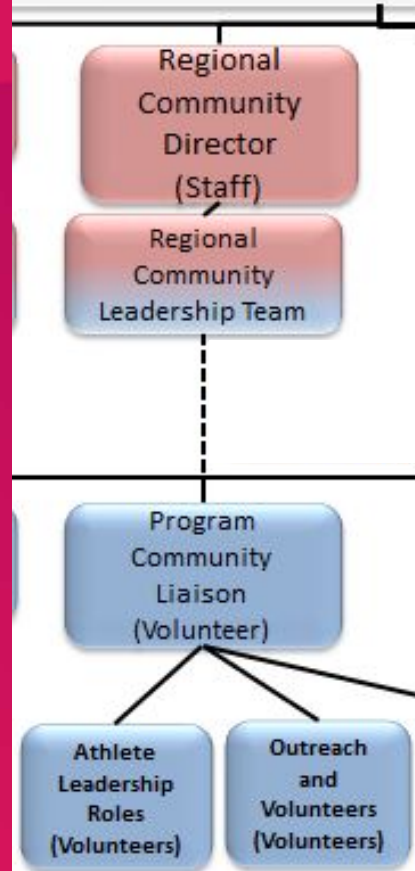 Regional
Community
Director
(Staff)
Regional
Community
Leadership Team
Program
Community
Liaison
(Volunteer)
Athlete
Leadership
Roles
(Volunteers)
Outreach
and
Volunteers
(Volunteers)